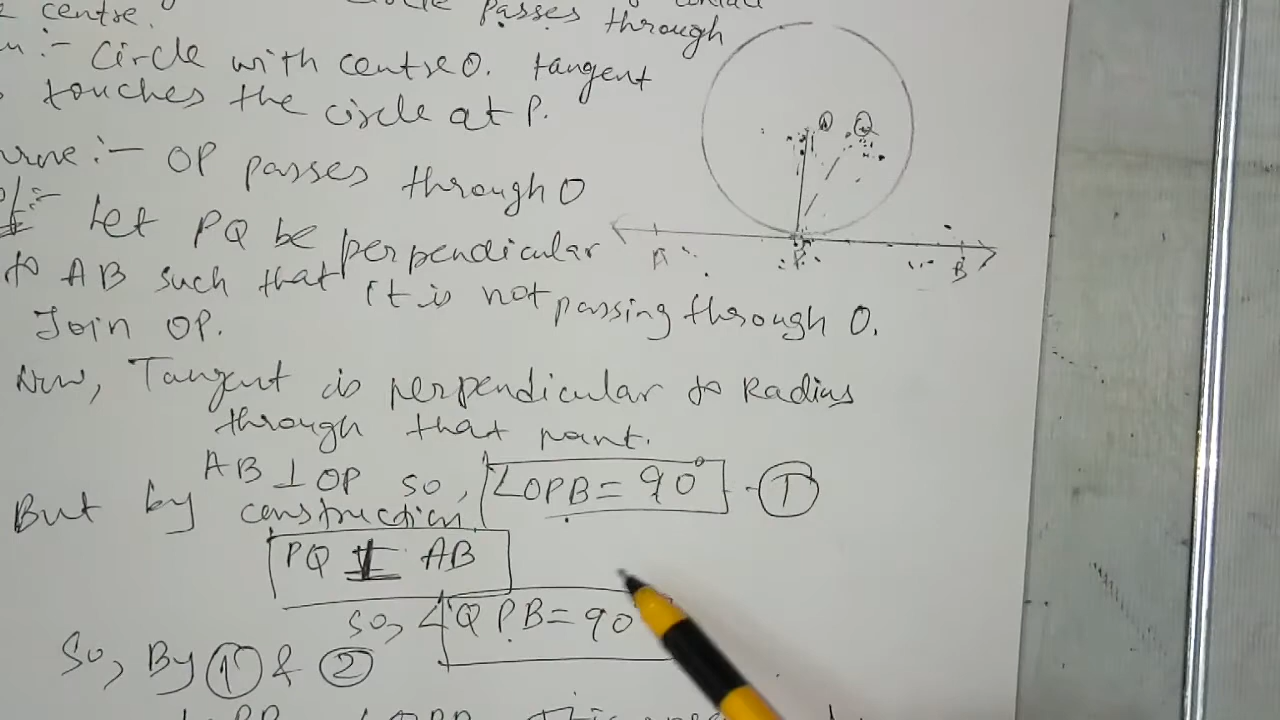 centre.
Circle Passes through
:- Circle with centre O. tangent
touches the circle at P.
:- OP passes through O
:- Let PQ be perpendicular
to AB such that it is not passing through O.
Join OP.
Now, Tangent is perpendicular to Radius
through that point.
AB ⊥ OP so, ∠OPB = 90° - ①
But by construction
PQ ⊥ AB
so, ∠QPB = 90
So, By ① & ②
O Q
A P B